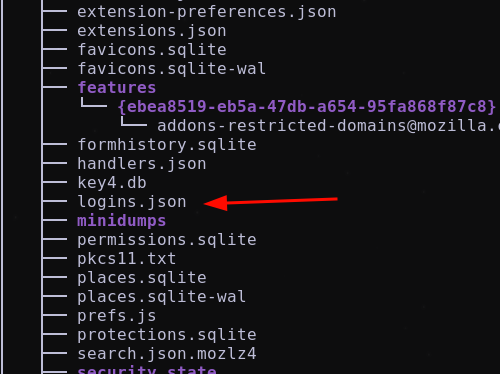 extension-preferences.json
extensions.json
favicons.sqlite
favicons.sqlite-wal
features
{ebea8519-eb5a-47db-a654-95fa868f87c8}
addons-restricted-domains@mozilla.c
formhistory.sqlite
handlers.json
key4.db
logins.json
minidumps
permissions.sqlite
pkcs11.txt
places.sqlite
places.sqlite-wal
prefs.js
protections.sqlite
search.json.mozlz4
security_state